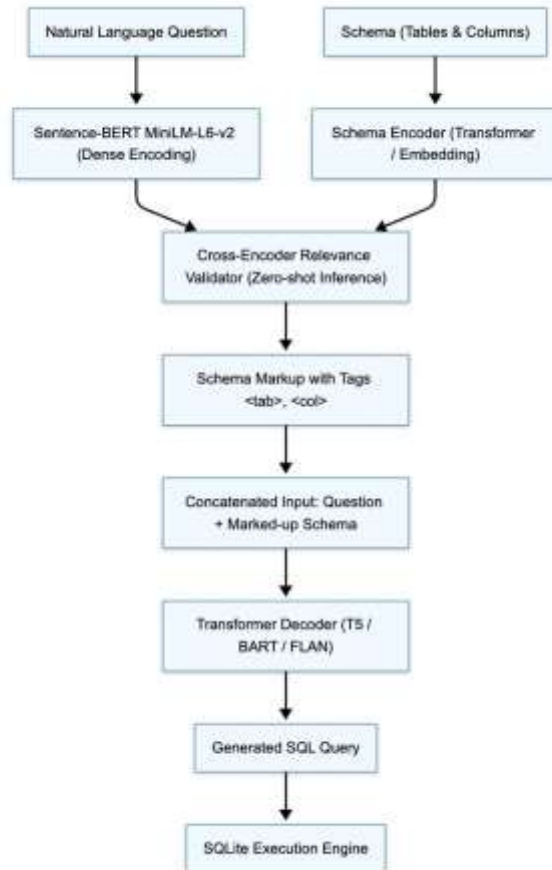 Natural Language Question
Schema (Tables & Columns)
Sentence-BERT MiniLM-L6-v2
(Dense Encoding)
Schema Encoder (Transformer
/ Embedding)
Cross-Encoder Relevance
Validator (Zero-shot Inference)
Schema Markup with Tags
<tab>, <col>
Concatenated Input: Question
+ Marked-up Schema
Transformer Decoder (T5 /
BART / FLAN)
Generated SQL Query
SQLite Execution Engine